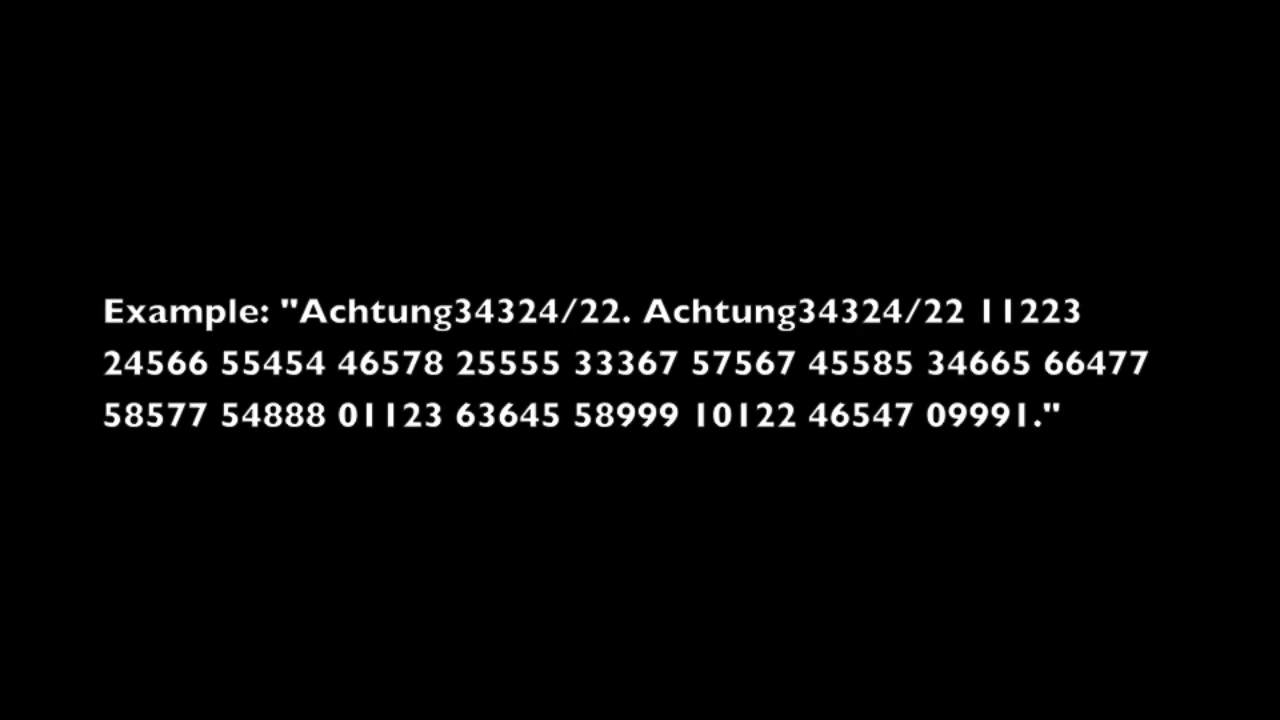 Example: "Achtung34324/22. Achtung34324/22 11223
24566 55454 46578 25555 33367 57567 45585 34665 66477
58577 54888 01123 63645 58999 10122 46547 09991."